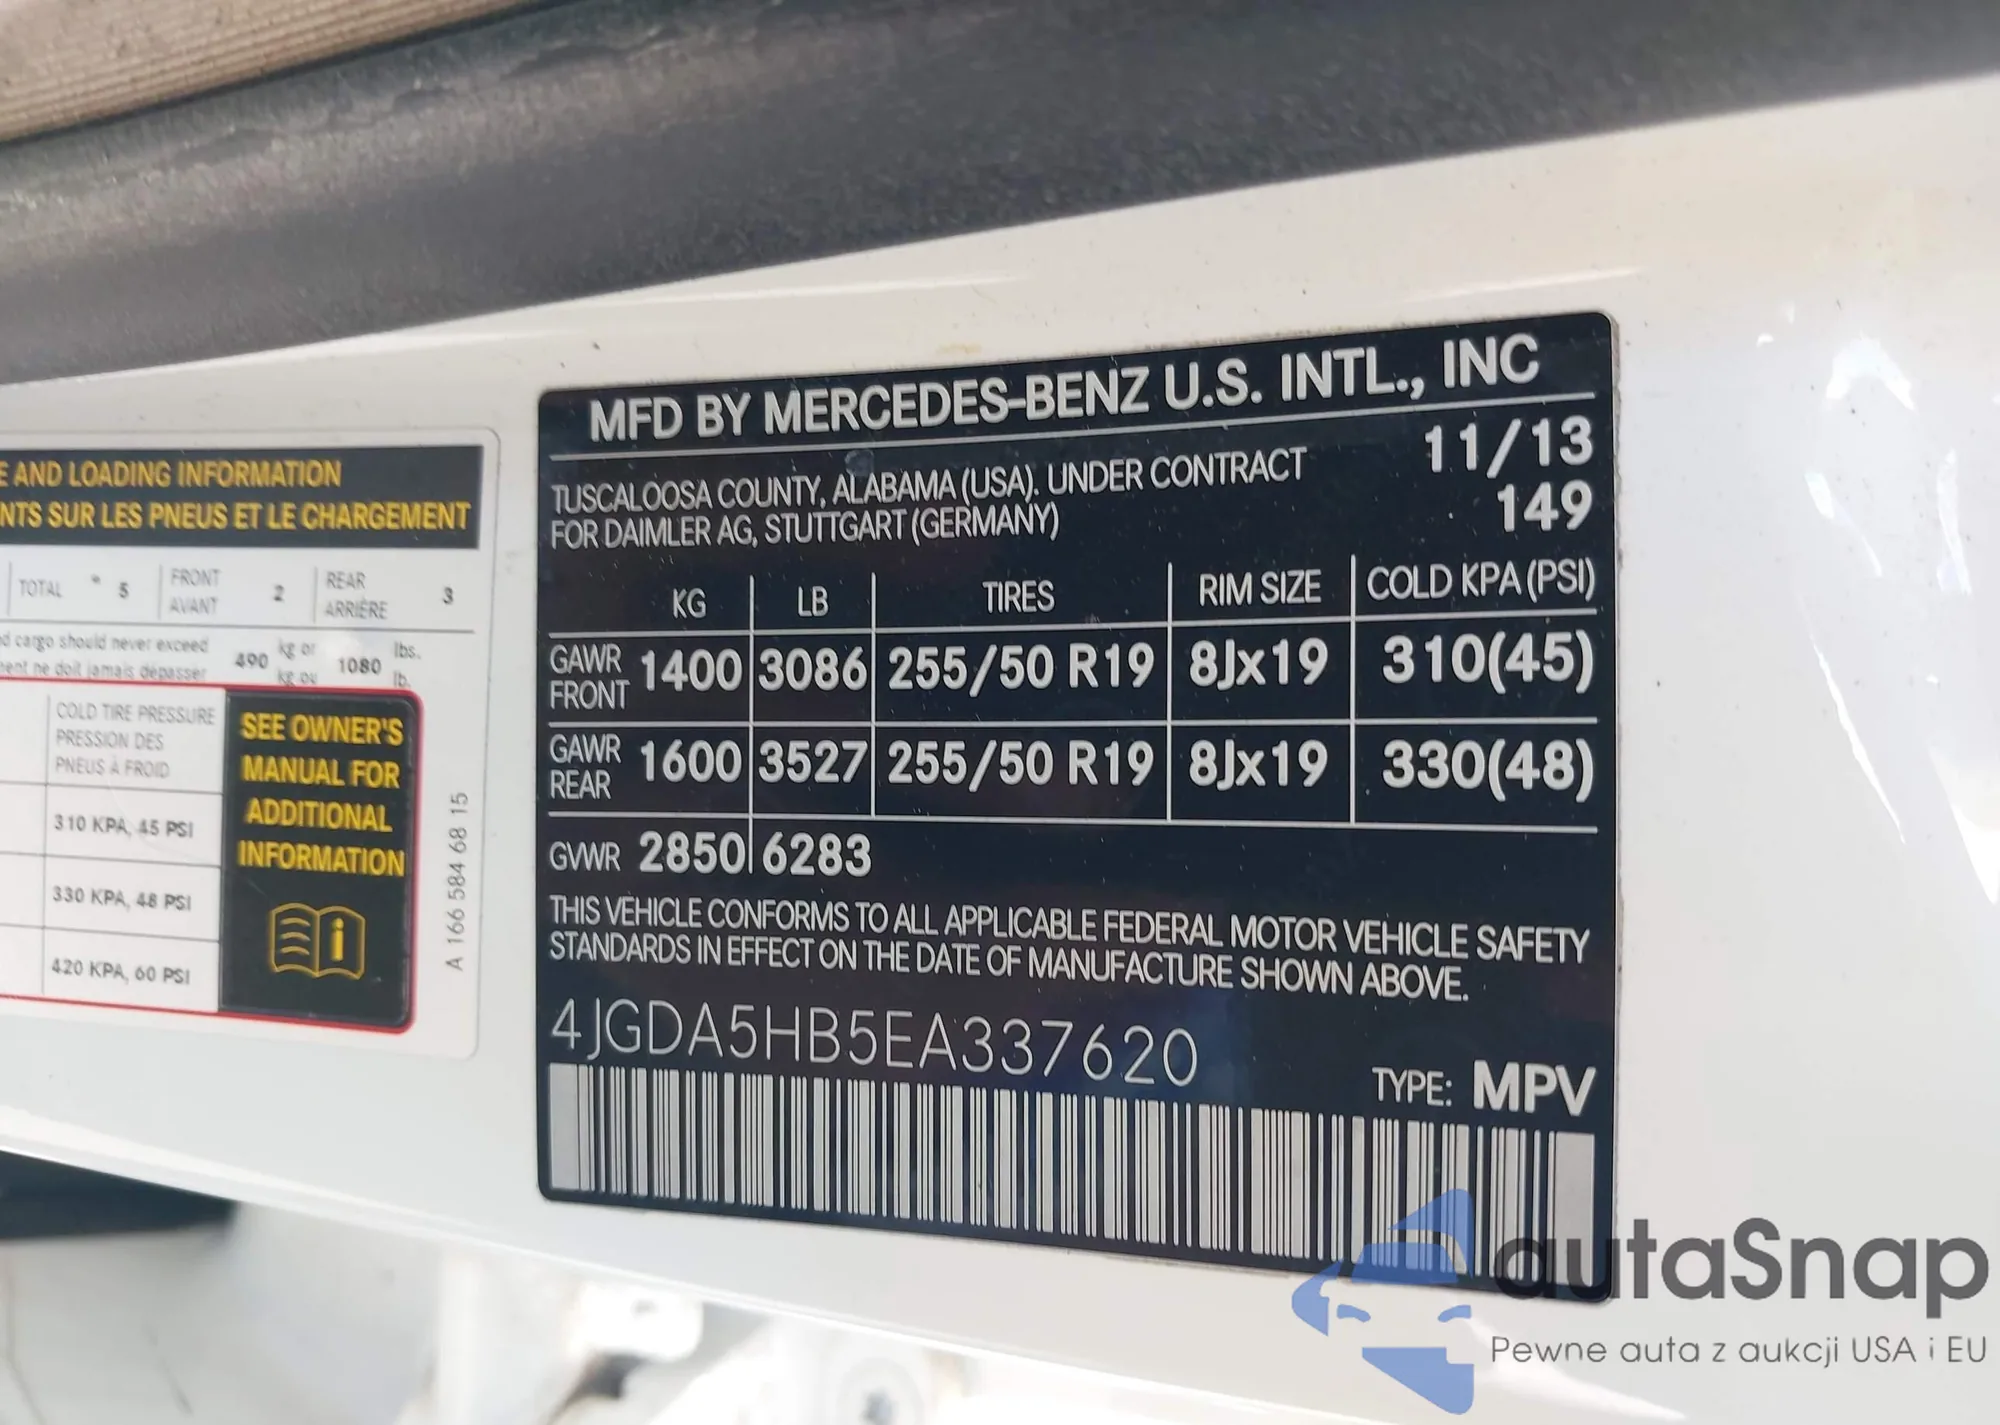 E AND LOADING INFORMATION
NTS SUR LES PNEUS ET LE CHARGEMENT
TOTAL 5 FRONT AVANT 2 REAR ARRIÈRE 3
d cargo should never exceed 490 kg or 1080 lbs.
ment ne doit jamais dépasser kg ou lb.
COLD TIRE PRESSURE
PRESSION DES
PNEUS À FROID
310 KPA, 45 PSI
330 KPA, 48 PSI
420 KPA, 60 PSI
SEE OWNER'S
MANUAL FOR
ADDITIONAL
INFORMATION
A 166 584 68 15
MFD BY MERCEDES-BENZ U.S. INTL., INC
TUSCALOOSA COUNTY, ALABAMA (USA). UNDER CONTRACT 11/13
FOR DAIMLER AG, STUTTGART (GERMANY) 149
KG LB TIRES RIM SIZE COLD KPA (PSI)
GAWR FRONT 1400 3086 255/50 R19 8Jx19 310(45)
GAWR REAR 1600 3527 255/50 R19 8Jx19 330(48)
GVWR 2850 6283
THIS VEHICLE CONFORMS TO ALL APPLICABLE FEDERAL MOTOR VEHICLE SAFETY
STANDARDS IN EFFECT ON THE DATE OF MANUFACTURE SHOWN ABOVE.
4JGDA5HB5EA337620
TYPE: MPV
autaSnap
Pewne auta z aukcji USA i EU